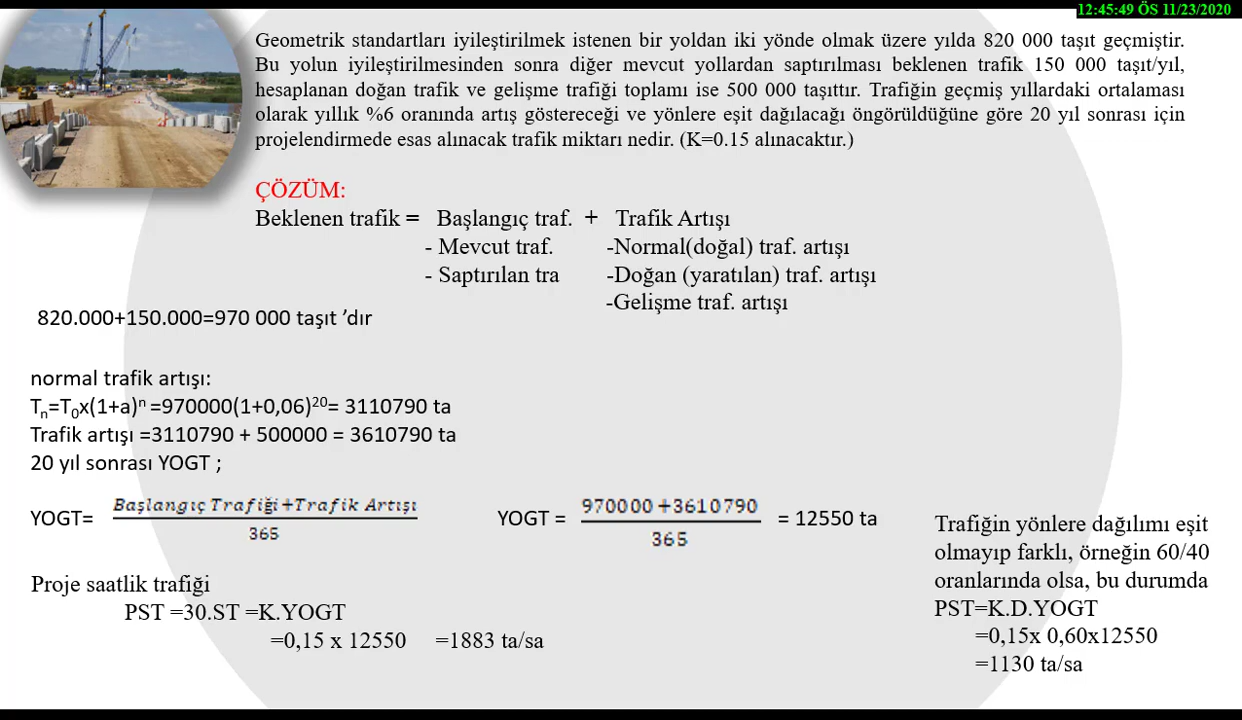 12:45:49 ÖS 11/23/2020
Geometrik standartları iyileştirilmek istenen bir yoldan iki yönde olmak üzere yılda 820 000 taşıt geçmiştir.
Bu yolun iyileştirilmesinden sonra diğer mevcut yollardan saptırılması beklenen trafik 150 000 taşıt/yıl,
hesaplanan doğan trafik ve gelişme trafiği toplamı ise 500 000 taşıttır. Trafiğin geçmiş yıllardaki ortalaması
olarak yıllık %6 oranında artış göstereceği ve yönlere eşit dağılacağı öngörüldüğüne göre 20 yıl sonrası için
projelendirmede esas alınacak trafik miktarı nedir. (K=0.15 alınacaktır.)
ÇÖZÜM:
Beklenen trafik = Başlangıç traf. + Trafik Artışı
- Mevcut traf. -Normal(doğal) traf. artışı
- Saptırılan tra -Doğan (yaratılan) traf. artışı
-Gelişme traf. artışı
820.000+150.000=970 000 taşıt ’dır
normal trafik artışı:
Tn=T0x(1+a)ⁿ =970000(1+0,06)²⁰= 3110790 ta
Trafik artışı =3110790 + 500000 = 3610790 ta
20 yıl sonrası YOGT ;
YOGT= Başlangıç Trafiği+Trafik Artışı / 365 YOGT = 970000+3610790 / 365 = 12550 ta
Proje saatlik trafiği
PST =30.ST =K.YOGT
=0,15 x 12550 =1883 ta/sa
Trafiğin yönlere dağılımı eşit
olmayıp farklı, örneğin 60/40
oranlarında olsa, bu durumda
PST=K.D.YOGT
=0,15x 0,60x12550
=1130 ta/sa